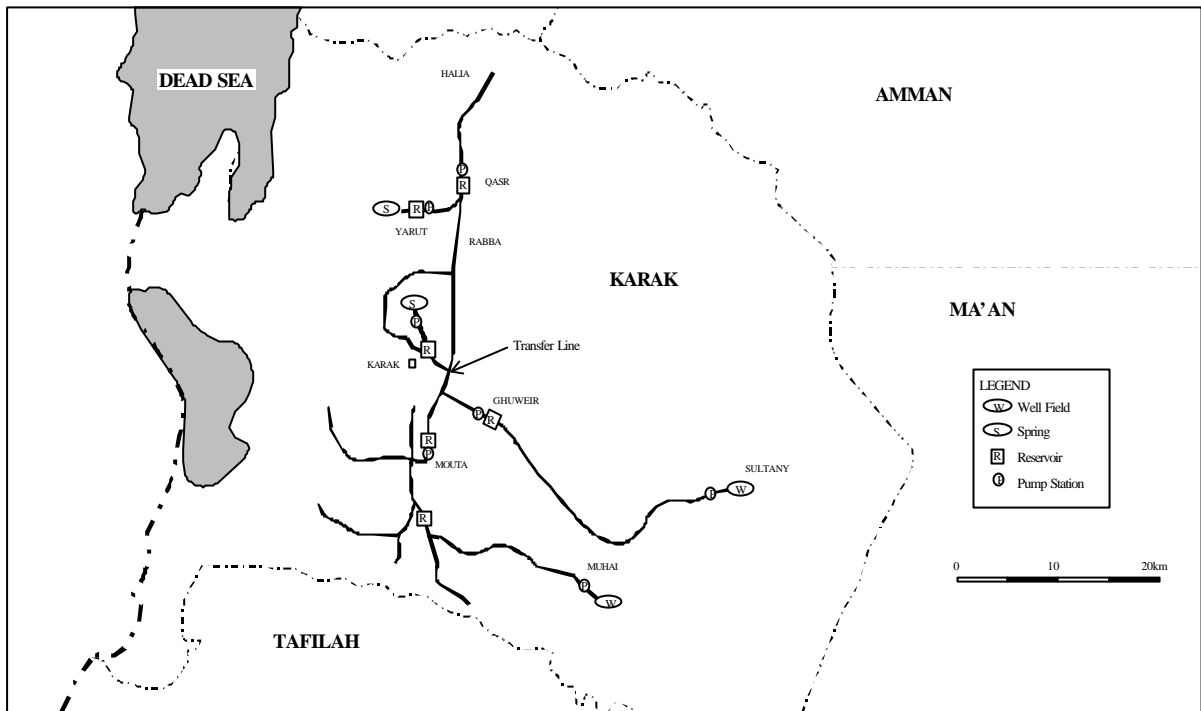 DEAD SEA
HALIA
AMMAN
P
R
QASR
S
R
P
YARUT
RABBA
KARAK
S
P
MA'AN
R
Transfer Line
KARAK
GHUWEIR
P
R
R
P
MOUTA
SULTANY
P
W
R
MUHAI
P
W
TAFILAH
LEGEND
W Well Field
S Spring
R Reservoir
P Pump Station
0 10 20km